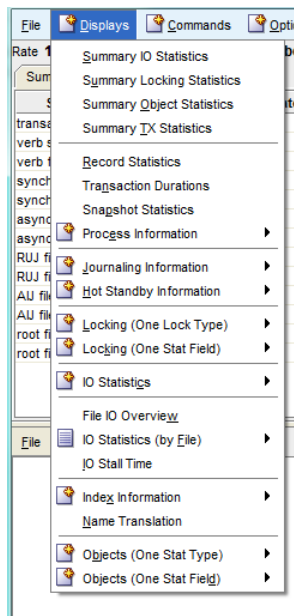 File Displays Commands Opti
Rate 1
Sum
transa
verb s
verb f
synch
synch
async
async
RUJ fi
RUJ fi
AIJ file
AIJ file
root fi
root fi
File
Summary IO Statistics
Summary Locking Statistics
Summary Object Statistics
Summary TX Statistics
Record Statistics
Transaction Durations
Snapshot Statistics
Process Information
Journaling Information
Hot Standby Information
Locking (One Lock Type)
Locking (One Stat Field)
IO Statistics
File IO Overview
IO Statistics (by File)
IO Stall Time
Index Information
Name Translation
Objects (One Stat Type)
Objects (One Stat Field)